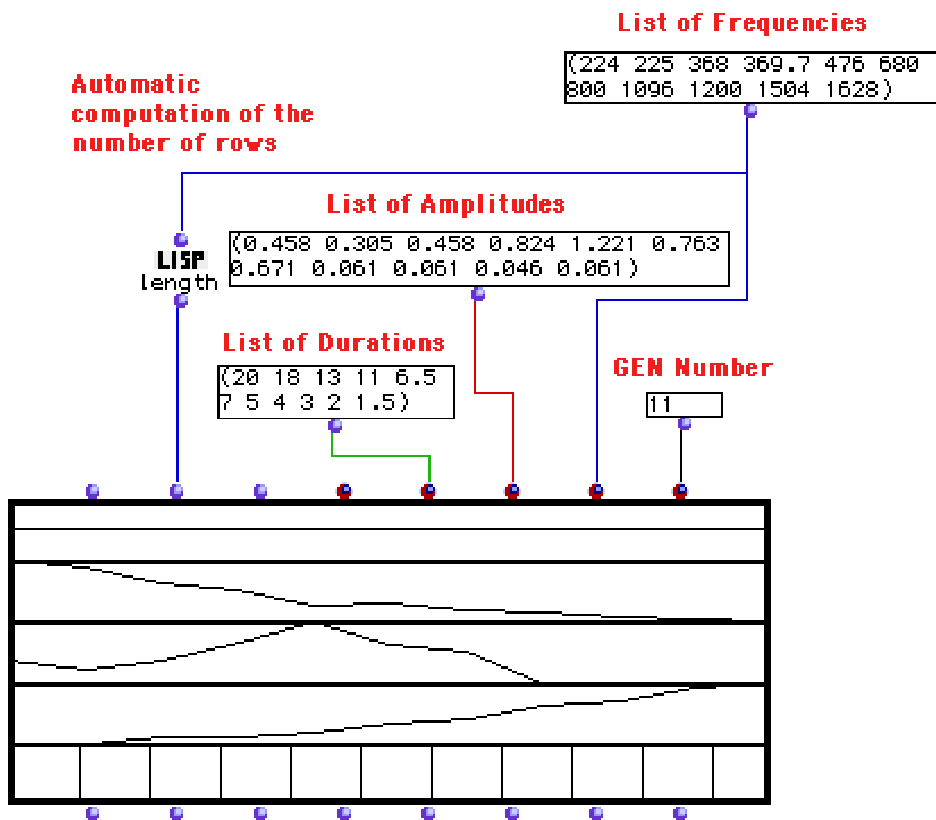 List of Frequencies
(224 225 368 369.7 476 680
800 1096 1200 1504 1628)
Automatic
computation of the
number of rows
List of Amplitudes
(0.458 0.305 0.458 0.824 1.221 0.763
0.671 0.061 0.061 0.046 0.061)
LISP
length
List of Durations
(20 18 13 11 6.5
7 5 4 3 2 1.5)
GEN Number
11